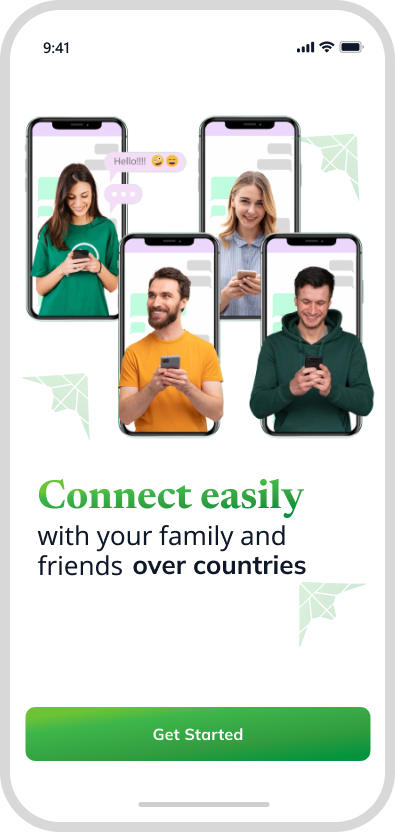 9:41
Hello!!!! 🤪😄
Connect easily
with your family and
friends over countries
Get Started